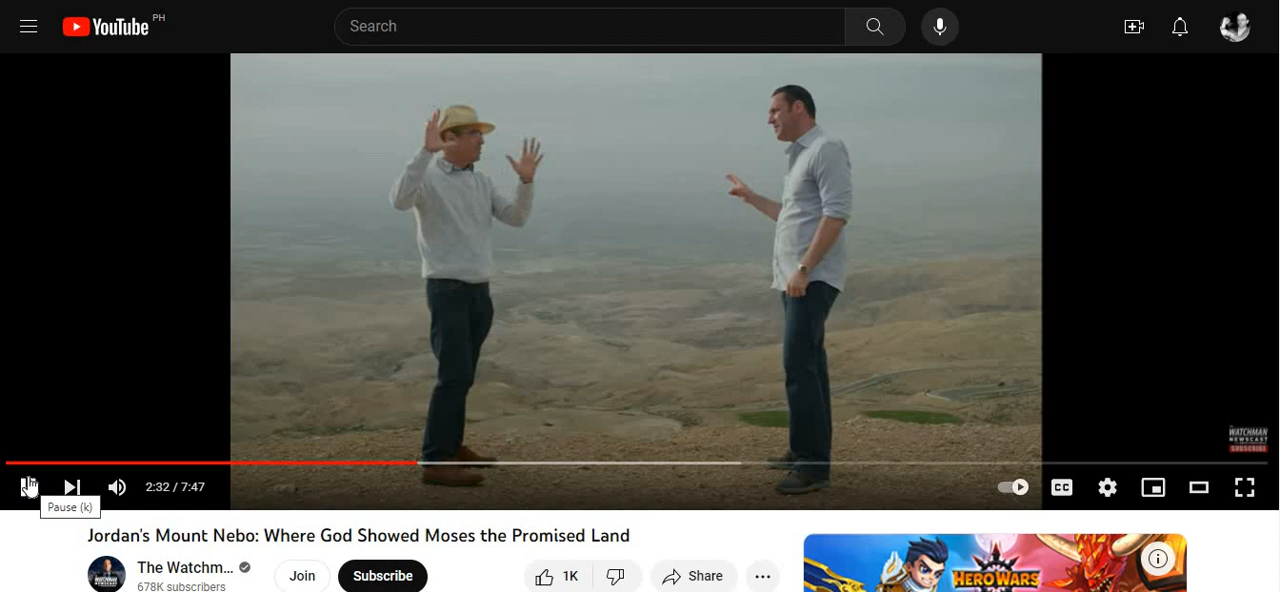 YouTube PH
Search
WATCHMAN
NEWSCAST
SUBSCRIBE
2:32 / 7:47
CC
Pause (k)
Jordan's Mount Nebo: Where God Showed Moses the Promised Land
The Watchm...
678K subscribers
Join
Subscribe
1K
Share
HERO WARS